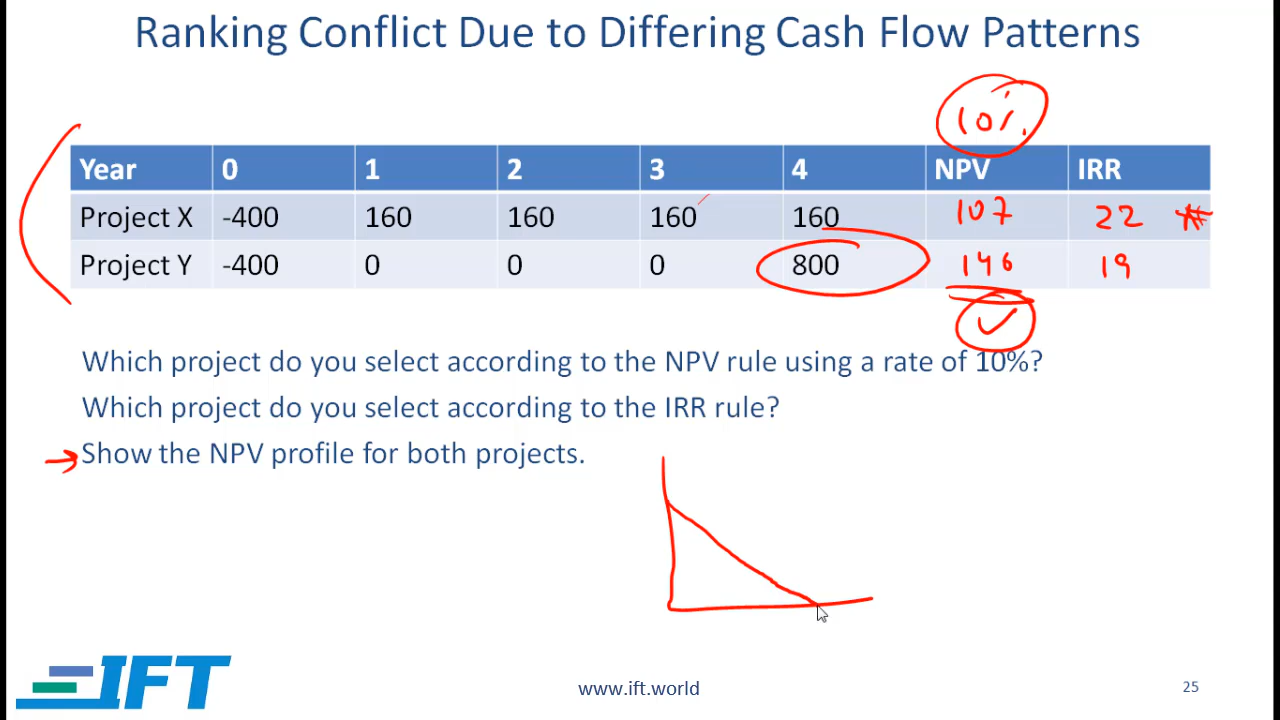 Ranking Conflict Due to Differing Cash Flow Patterns
10%
Year 0 1 2 3 4 NPV IRR
Project X -400 160 160 160 160 107 22
Project Y -400 0 0 0 800 146 19
Which project do you select according to the NPV rule using a rate of 10%?
Which project do you select according to the IRR rule?
Show the NPV profile for both projects.
IFT
www.ift.world
25